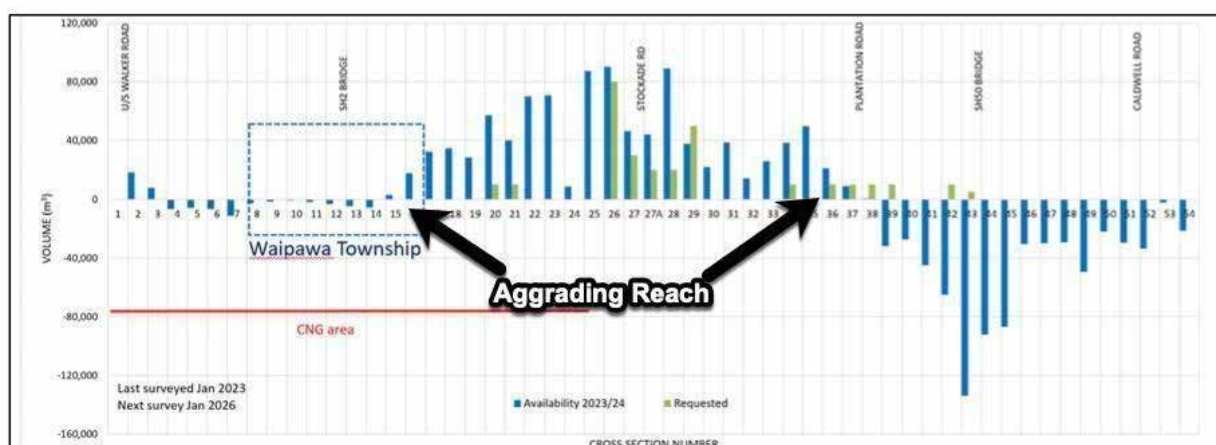 120,000
80,000
40,000
0
-40,000
-80,000
-120,000
-160,000
VOLUME (m³)
U/S WALKER ROAD
SH2 BRIDGE
STOCKADE RD
PLANTATION ROAD
SH50 BRIDGE
CALDWELL ROAD
1 2 3 4 5 6 7 8 9 10 11 12 13 14 15 18 19 20 21 22 23 24 25 26 27 27A 28 29 30 31 32 33 36 37 38 39 40 41 42 43 44 45 46 47 48 49 50 51 52 53 54
Waipawa Township
Aggrading Reach
CNG area
Last surveyed Jan 2023
Next survey Jan 2026
Availability 2023/24 Requested
CROSS SECTION NUMBER